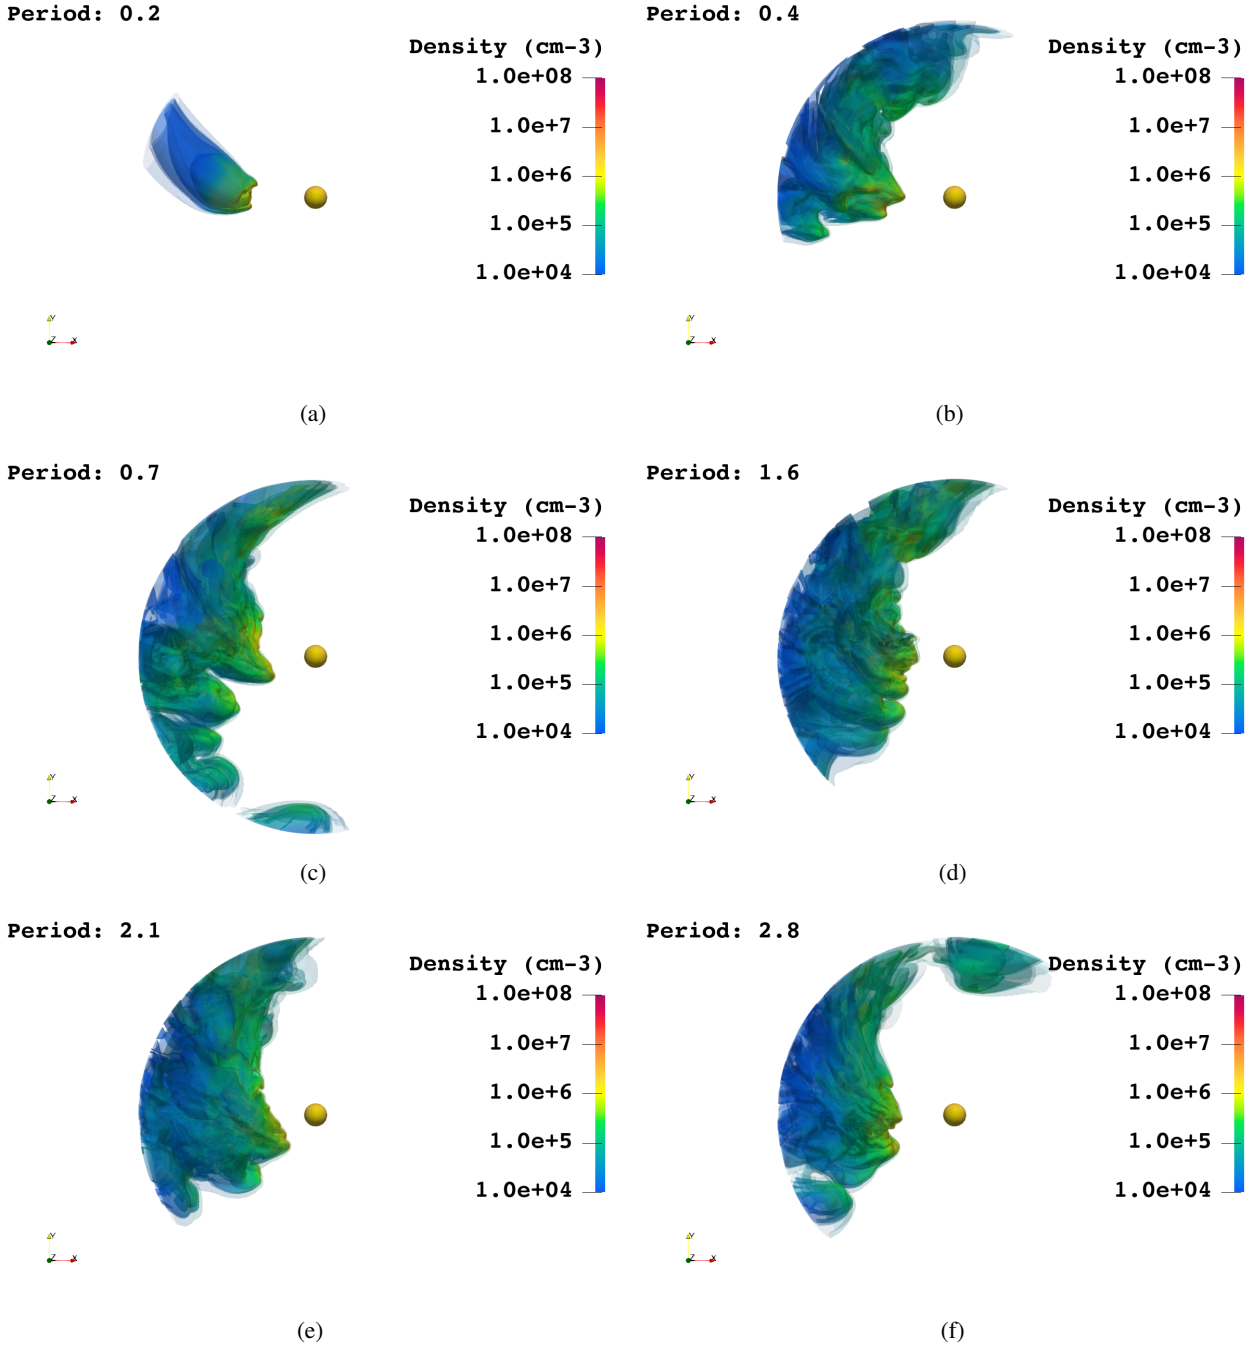 Period: 0.2
Density (cm-3)
1.0e+08
1.0e+7
1.0e+6
1.0e+5
1.0e+04
Y
Z X
(a)
Period: 0.4
Density (cm-3)
1.0e+08
1.0e+7
1.0e+6
1.0e+5
1.0e+04
Y
Z X
(b)
Period: 0.7
Density (cm-3)
1.0e+08
1.0e+7
1.0e+6
1.0e+5
1.0e+04
Y
Z X
(c)
Period: 1.6
Density (cm-3)
1.0e+08
1.0e+7
1.0e+6
1.0e+5
1.0e+04
Y
Z X
(d)
Period: 2.1
Density (cm-3)
1.0e+08
1.0e+7
1.0e+6
1.0e+5
1.0e+04
Y
Z X
(e)
Period: 2.8
Density (cm-3)
1.0e+08
1.0e+7
1.0e+6
1.0e+5
1.0e+04
Y
Z X
(f)